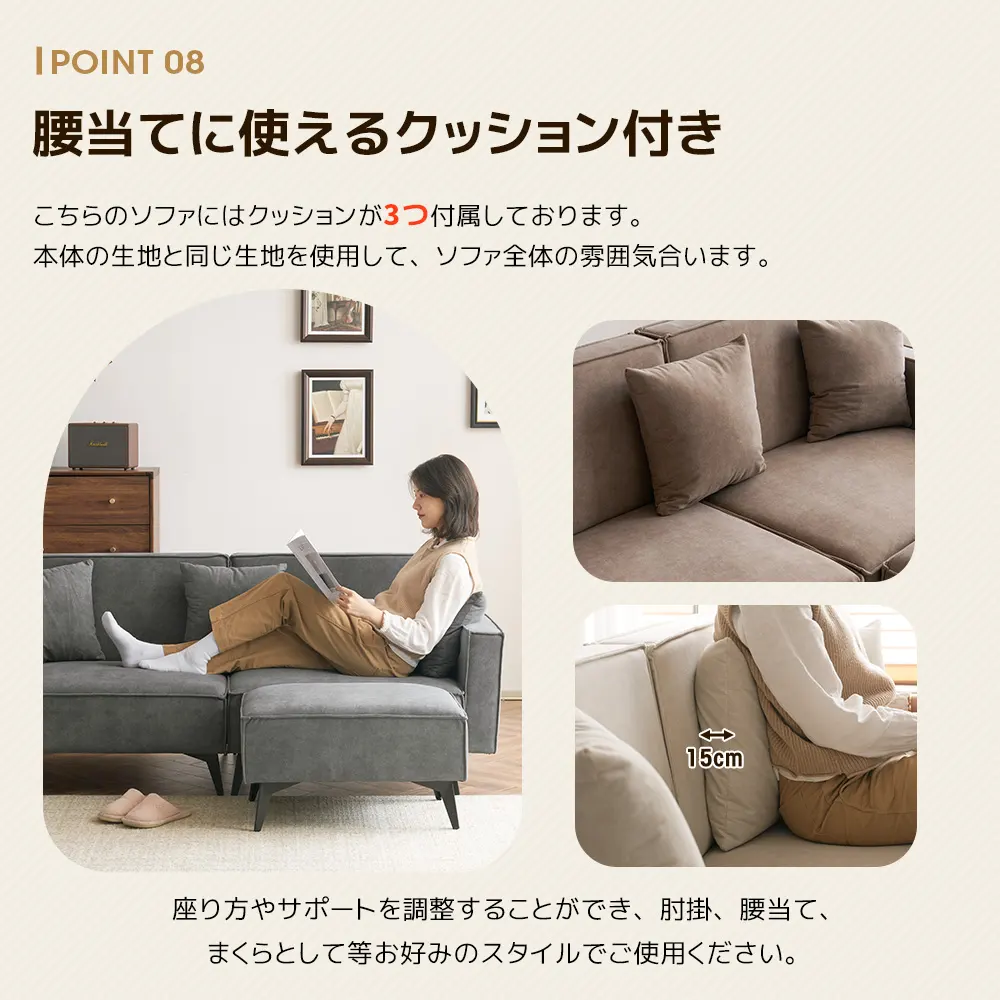 POINT 08
腰当てに使えるクッション付き
こちらのソファにはクッションが3つ付属しております。
本体の生地と同じ生地を使用して、ソファ全体の雰囲気合います。
15cm
座り方やサポートを調整することができ、肘掛、腰当て、
まくらとして等お好みのスタイルでご使用ください。